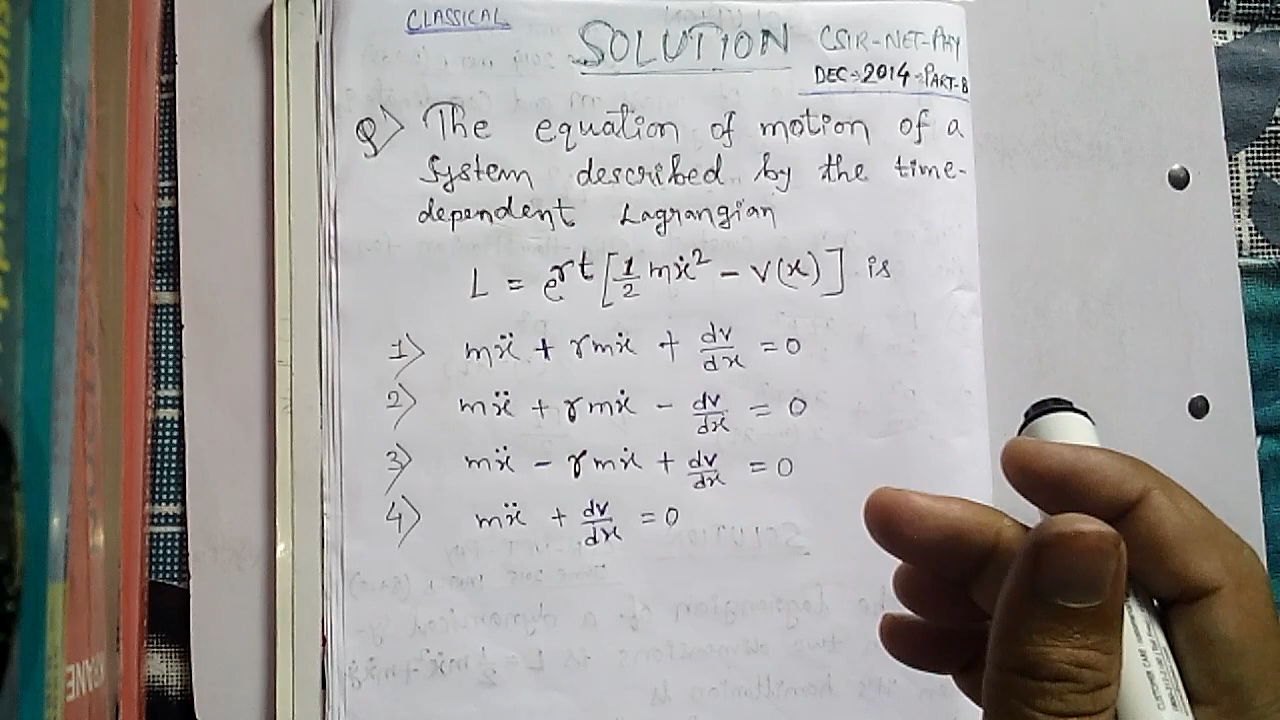 CLASSICAL
SOLUTION CSIR-NET-PHY
DEC-2014-PART-B
Q> The equation of motion of a
system described by the time-
dependent Lagrangian
L = e^γt [1/2 mẋ² - V(x)] is
1> mẍ + γmẋ + dv/dx = 0
2> mẍ + γmẋ - dv/dx = 0
3> mẍ - γmẋ + dv/dx = 0
4> mẍ + dv/dx = 0